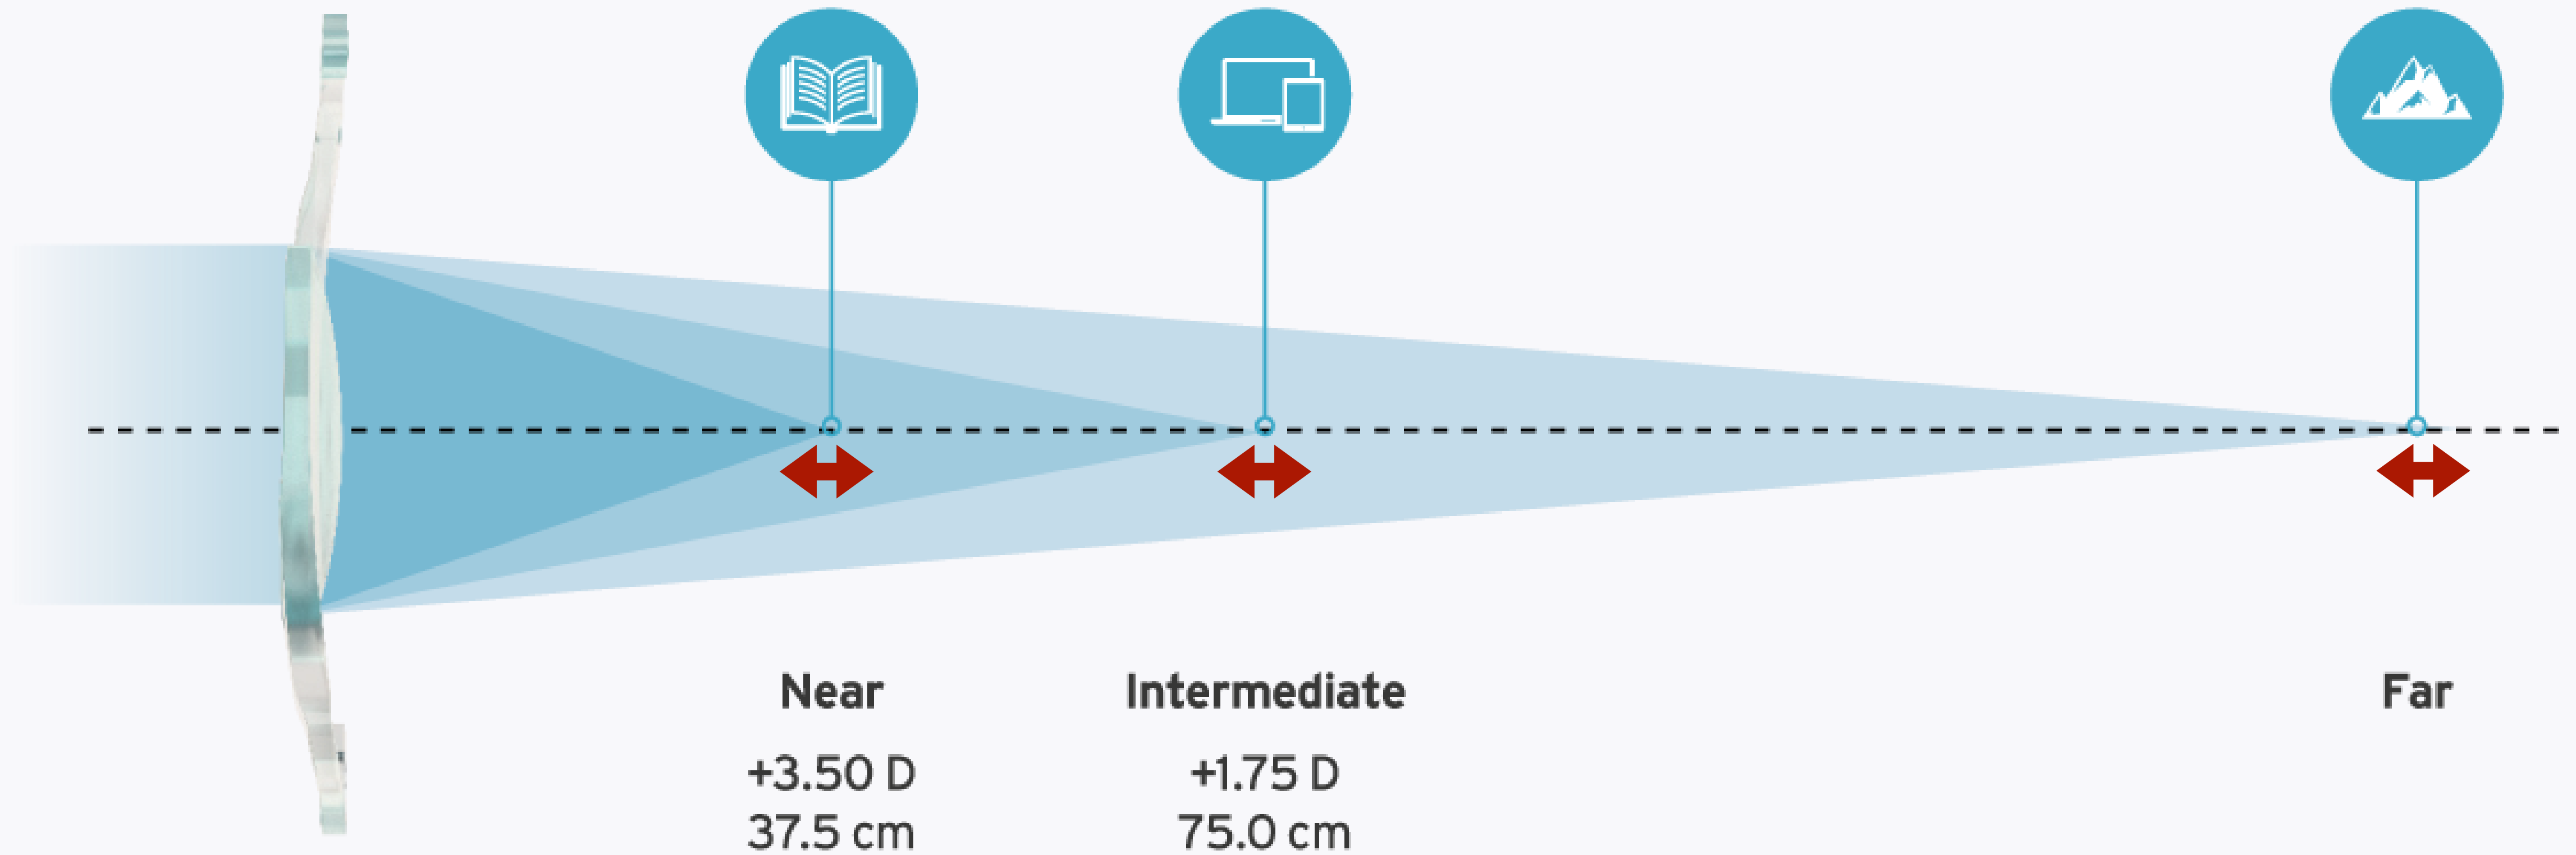 Near
Intermediate
Far
+3.50 D
+1.75 D
37.5 cm
75.0 cm